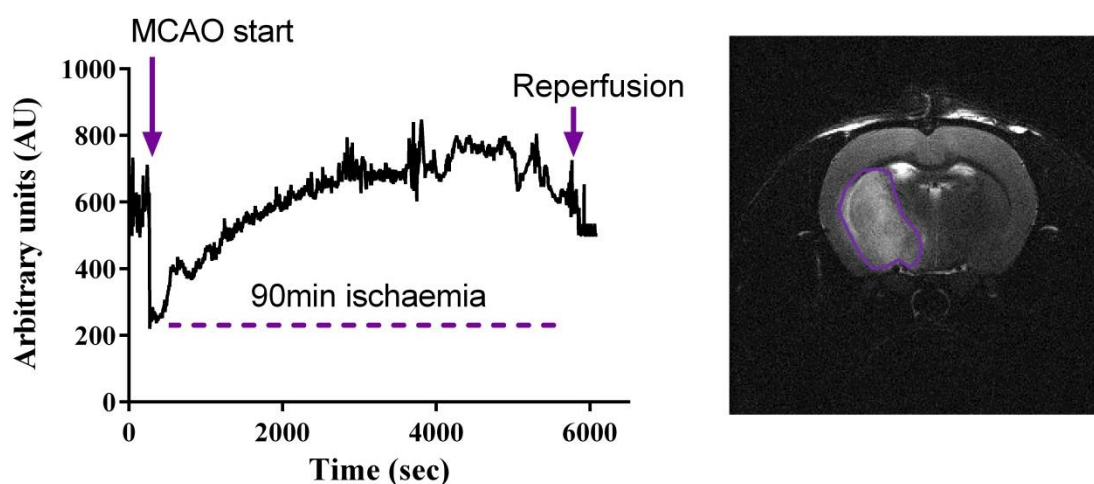 MCAO start
Reperfusion
1000
800
600
400
200
0
Arbitrary units (AU)
90min ischaemia
0 2000 4000 6000
Time (sec)